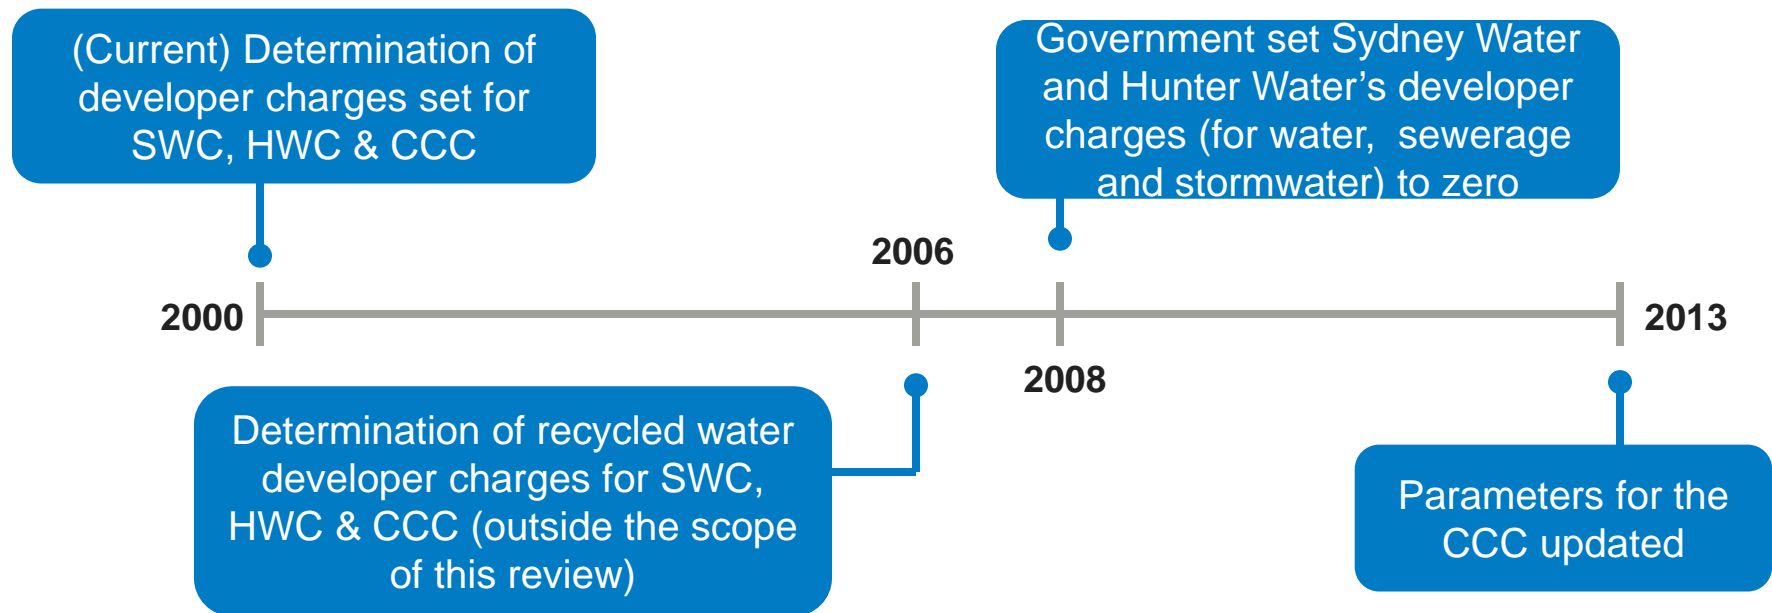 (Current) Determination of
developer charges set for
SWC, HWC & CCC
Government set Sydney Water
and Hunter Water’s developer
charges (for water, sewerage
and stormwater) to zero
2006
2000
2013
2008
Determination of recycled water
developer charges for SWC,
HWC & CCC (outside the scope
of this review)
Parameters for the
CCC updated